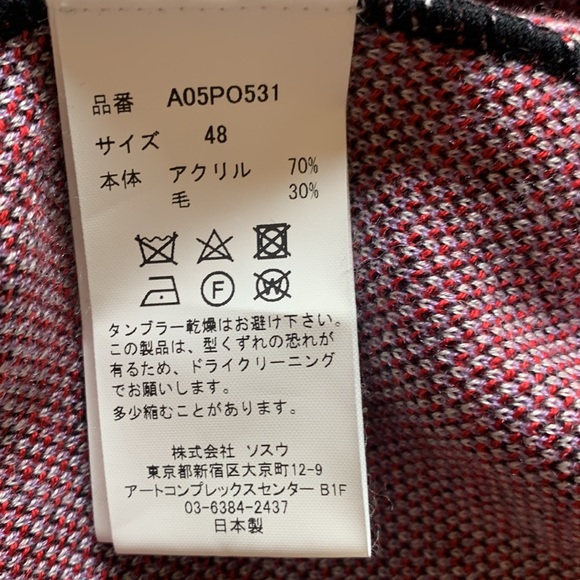 品番 A05PO531
サイズ 48
本体 アクリル 70%
毛 30%
F
W
タンブラー乾燥はお避け下さい。
この製品は、型くずれの恐れが
有るため、ドライクリーニング
でお願いします。
多少縮むことがあります。
株式会社 ソスウ
東京都新宿区大京町12-9
アートコンプレックスセンター B1F
03-6384-2437
日本製